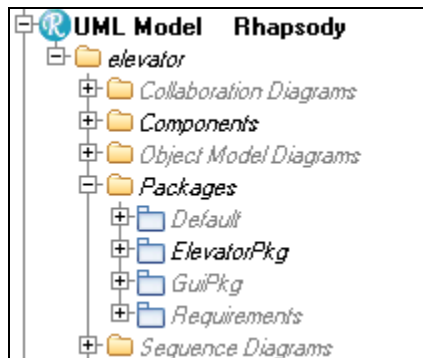 UML Model Rhapsody
elevator
Collaboration Diagrams
Components
Object Model Diagrams
Packages
Default
ElevatorPkg
GuiPkg
Requirements
Sequence Diagrams